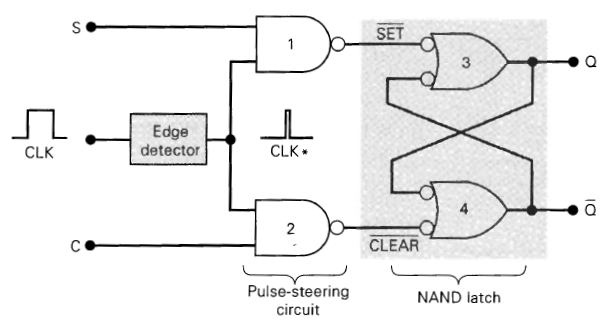 S
1
SET
3
Q
CLK
Edge
detector
CLK*
2
C
CLEAR
4
Q
Pulse-steering
circuit
NAND latch